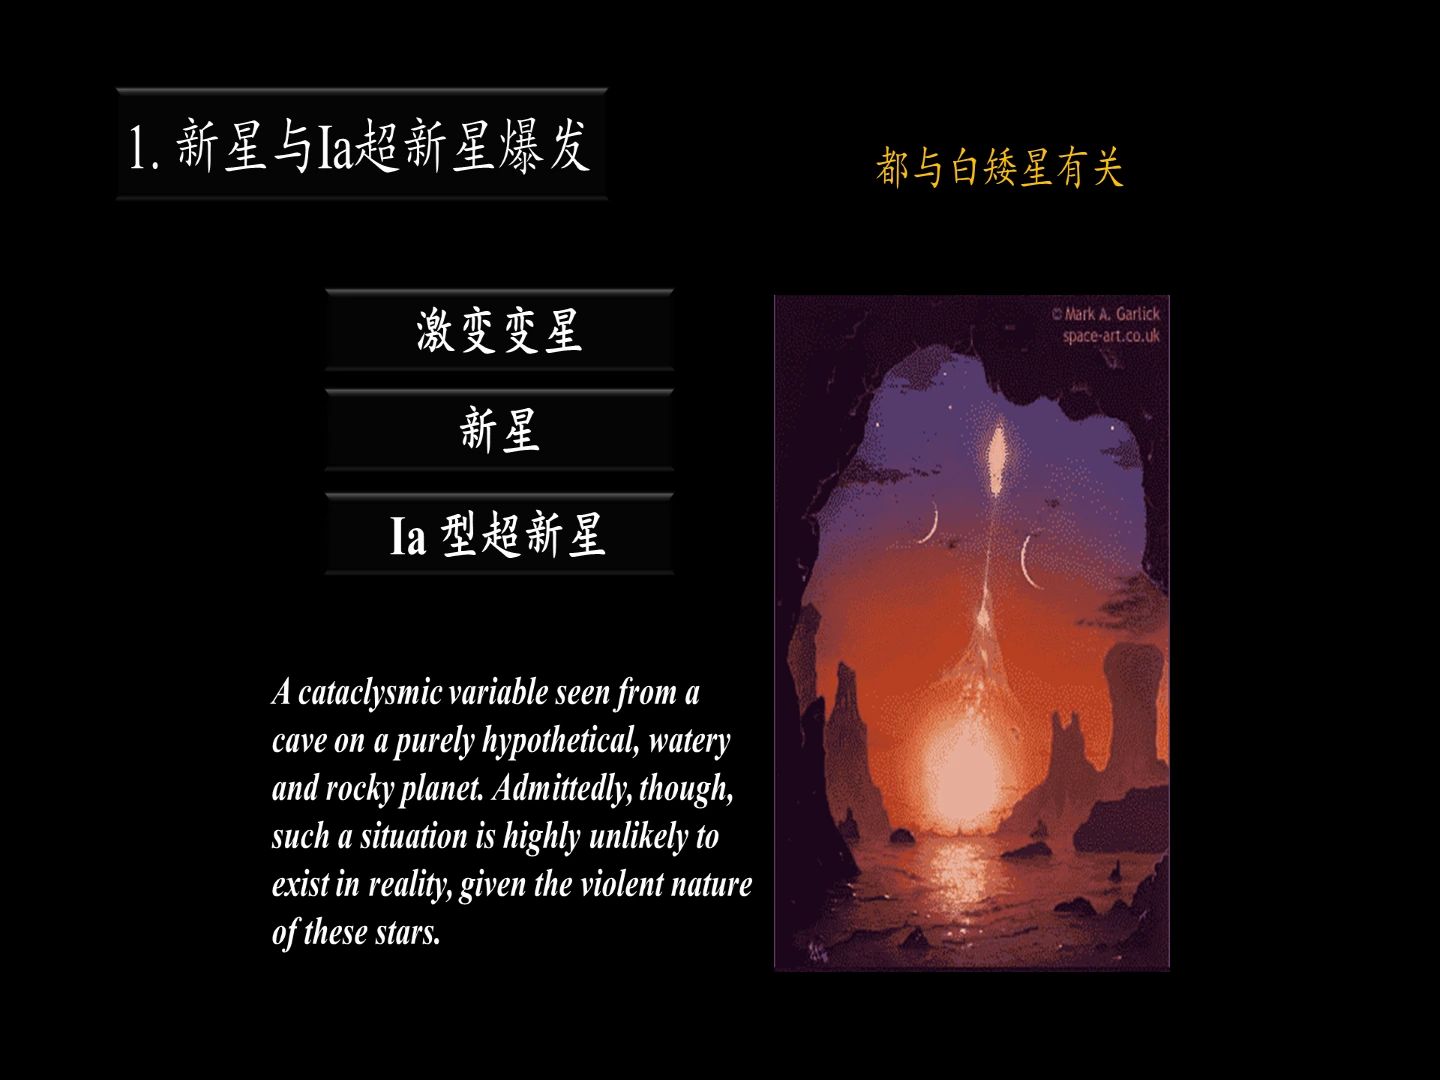 1. 新星与Ia超新星爆发
都与白矮星有关
激变变星
新星
Ia 型超新星
A cataclysmic variable seen from a
cave on a purely hypothetical, watery
and rocky planet. Admittedly, though,
such a situation is highly unlikely to
exist in reality, given the violent nature
of these stars.
© Mark A. Garlick
space-art.co.uk